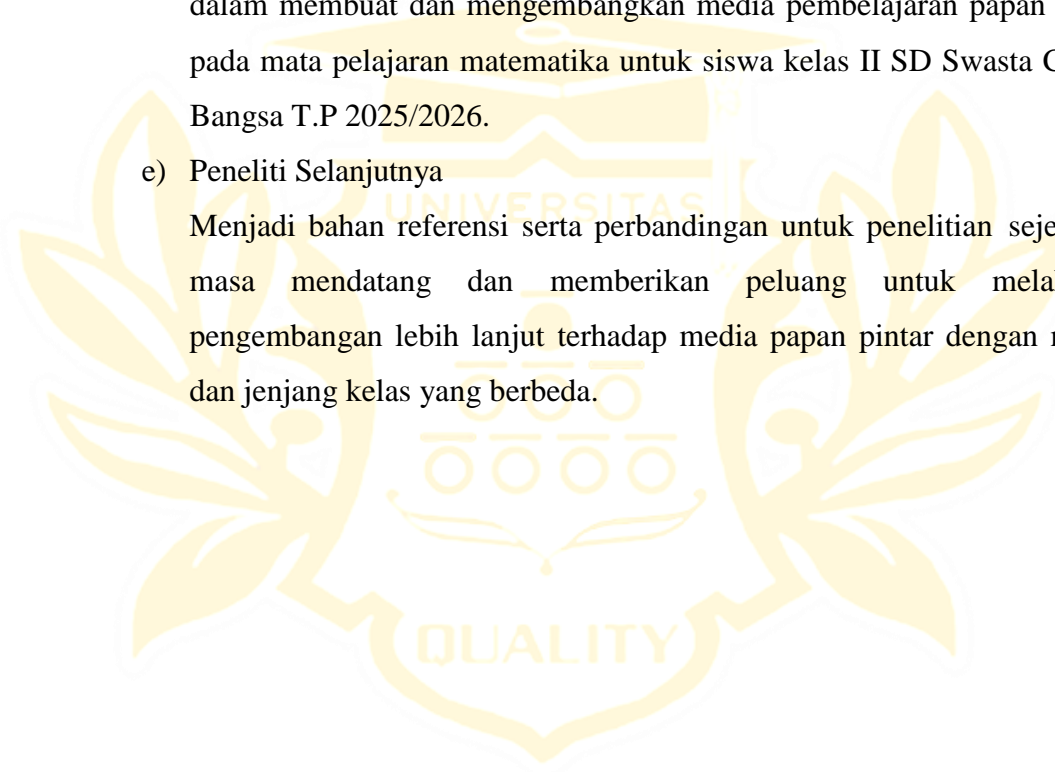 dalam membuat dan mengembangkan media pembelajaran papan
pada mata pelajaran matematika untuk siswa kelas II SD Swasta
Bangsa T.P 2025/2026.
e) Peneliti Selanjutnya
UNIVERSITAS
Menjadi bahan referensi serta perbandingan untuk penelitian
masa mendatang dan memberikan peluang untuk
pengembangan lebih lanjut terhadap media papan pintar dengan
dan jenjang kelas yang berbeda.
QUALITY